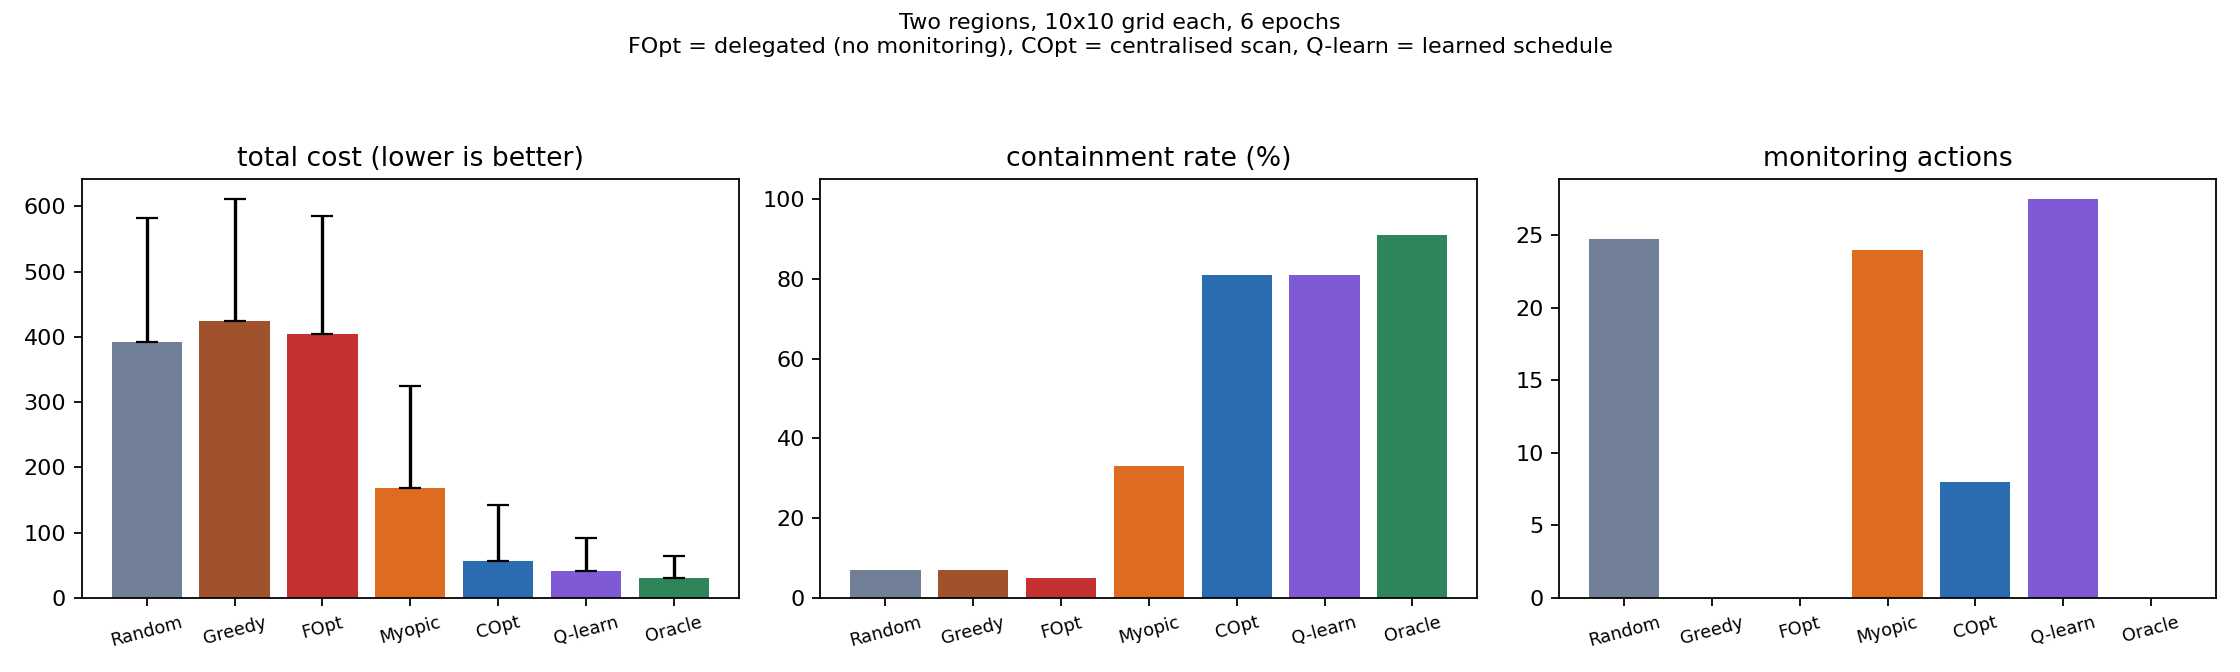 Two regions, 10x10 grid each, 6 epochs
FOpt = delegated (no monitoring), COpt = centralised scan, Q-learn = learned schedule
total cost (lower is better)
600
500
400
300
200
100
0
Random Greedy FOpt Myopic COpt Q-learn Oracle
containment rate (%)
100
80
60
40
20
0
Random Greedy FOpt Myopic COpt Q-learn Oracle
monitoring actions
25
20
15
10
5
0
Random Greedy FOpt Myopic COpt Q-learn Oracle